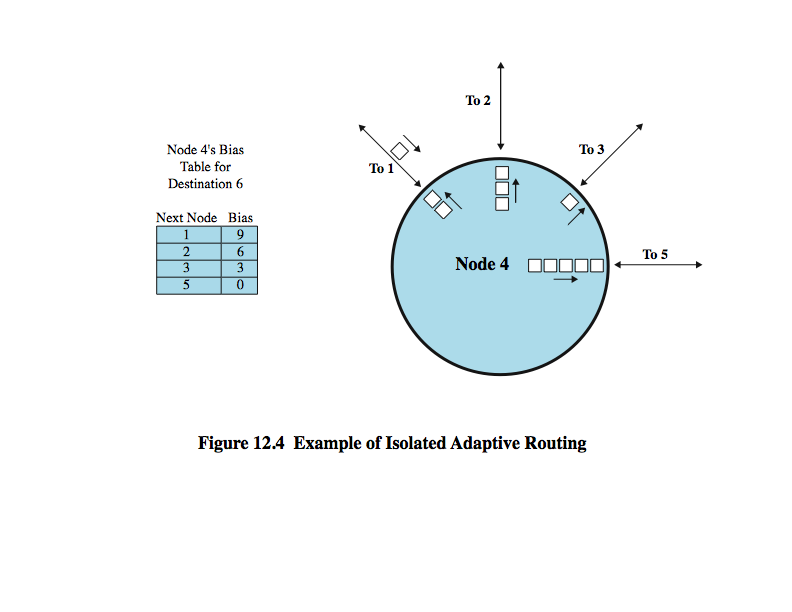 Node 4's Bias
Table for
Destination 6
Next Node Bias
1 9
2 6
3 3
5 0
To 2
To 1
To 3
Node 4
To 5
Figure 12.4 Example of Isolated Adaptive Routing